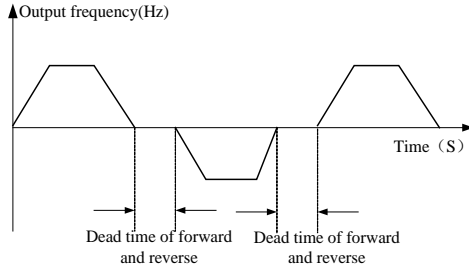 Output frequency(Hz)
Time（S）
Dead time of forward
and reverse
Dead time of forward
and reverse